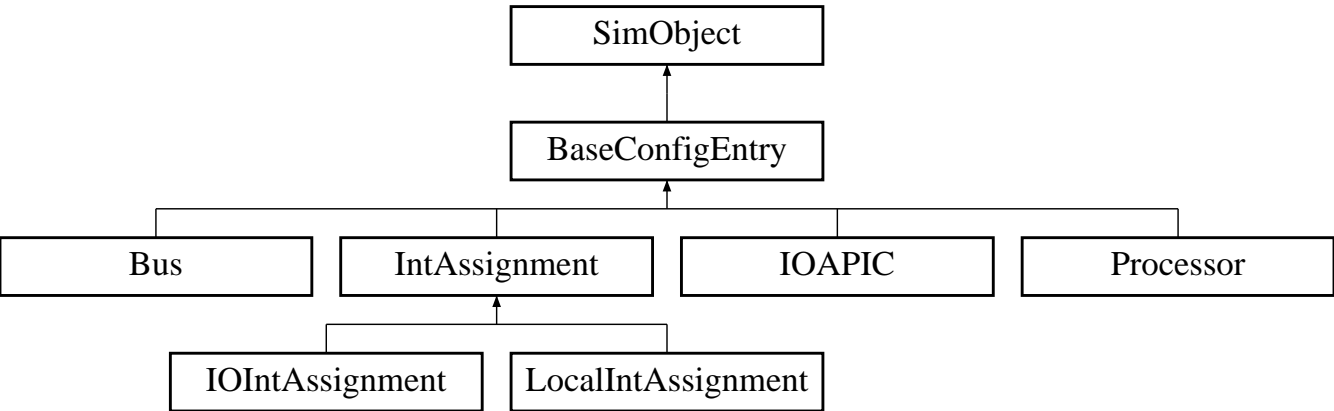 SimObject
BaseConfigEntry
Bus
IntAssignment
IOAPIC
Processor
IOIntAssignment
LocalIntAssignment